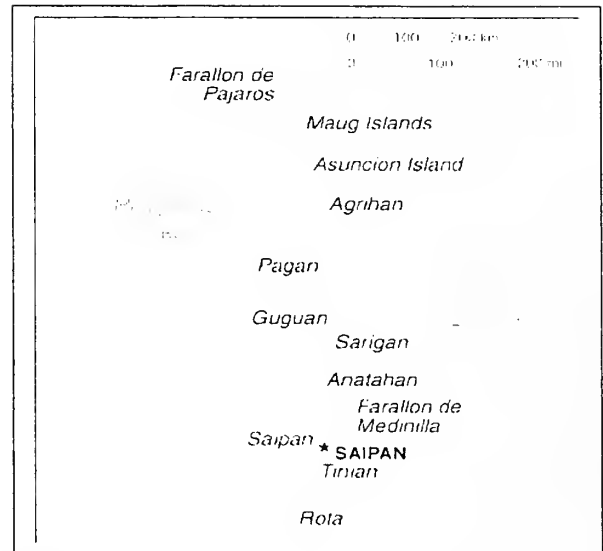 0 100 200 km
0 100 200 mi
Farallon de
Pajaros
Maug Islands
Asuncion Island
Agrihan
Pagan
Guguan
Sarigan
Anatahan
Farallon de
Medinilla
Saipan
★ SAIPAN
Tinian
Rota